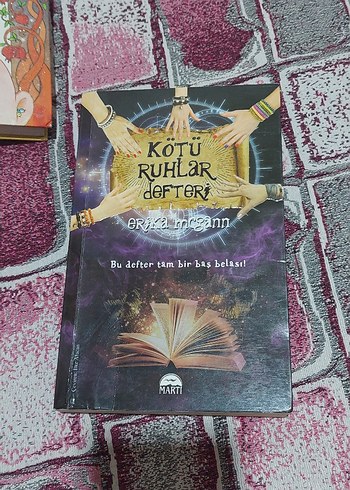 KÖTÜ
RUHLAR
defteri
erika mcgann
Bu defter tam bir baş belası!
MARTI